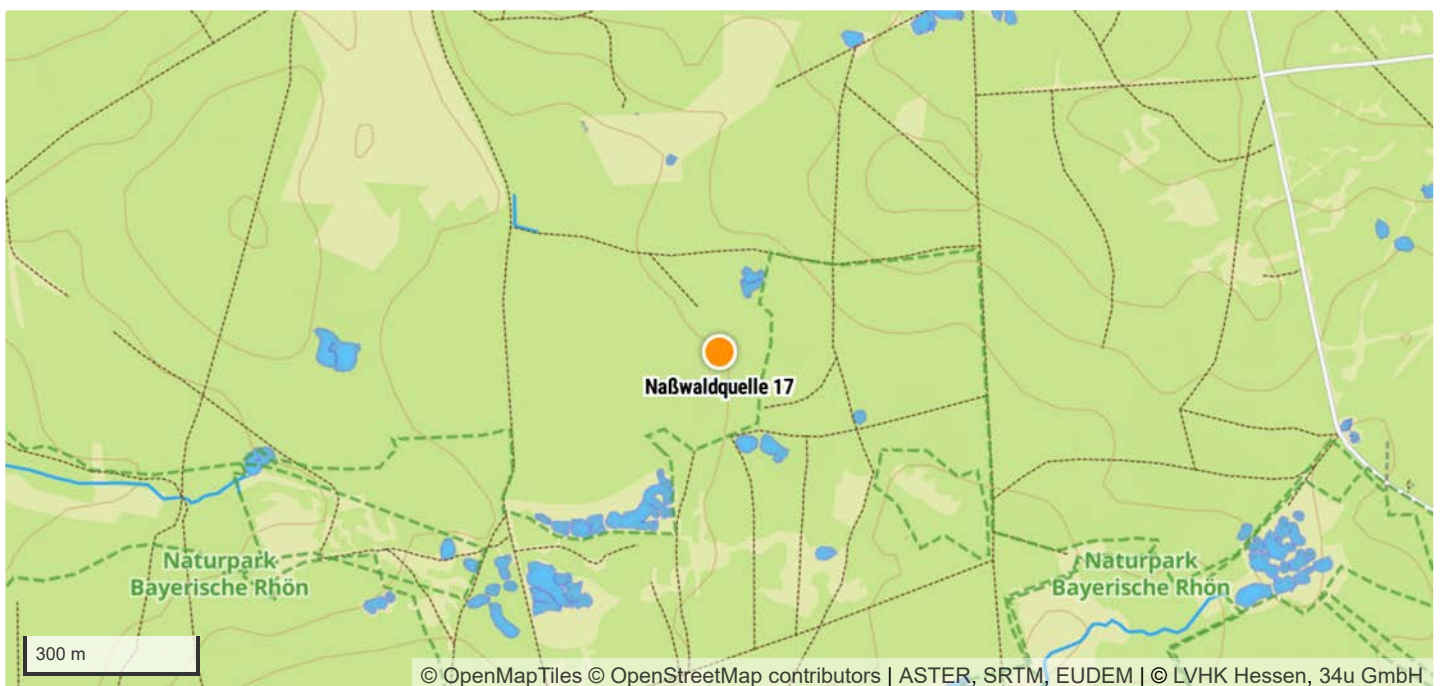 Naßwaldquelle 17
Naturpark
Bayerische Rhön
Naturpark
Bayerische Rhön
300 m
© OpenMapTiles © OpenStreetMap contributors | ASTER, SRTM, EUDEM | © LVHK Hessen, 34u GmbH